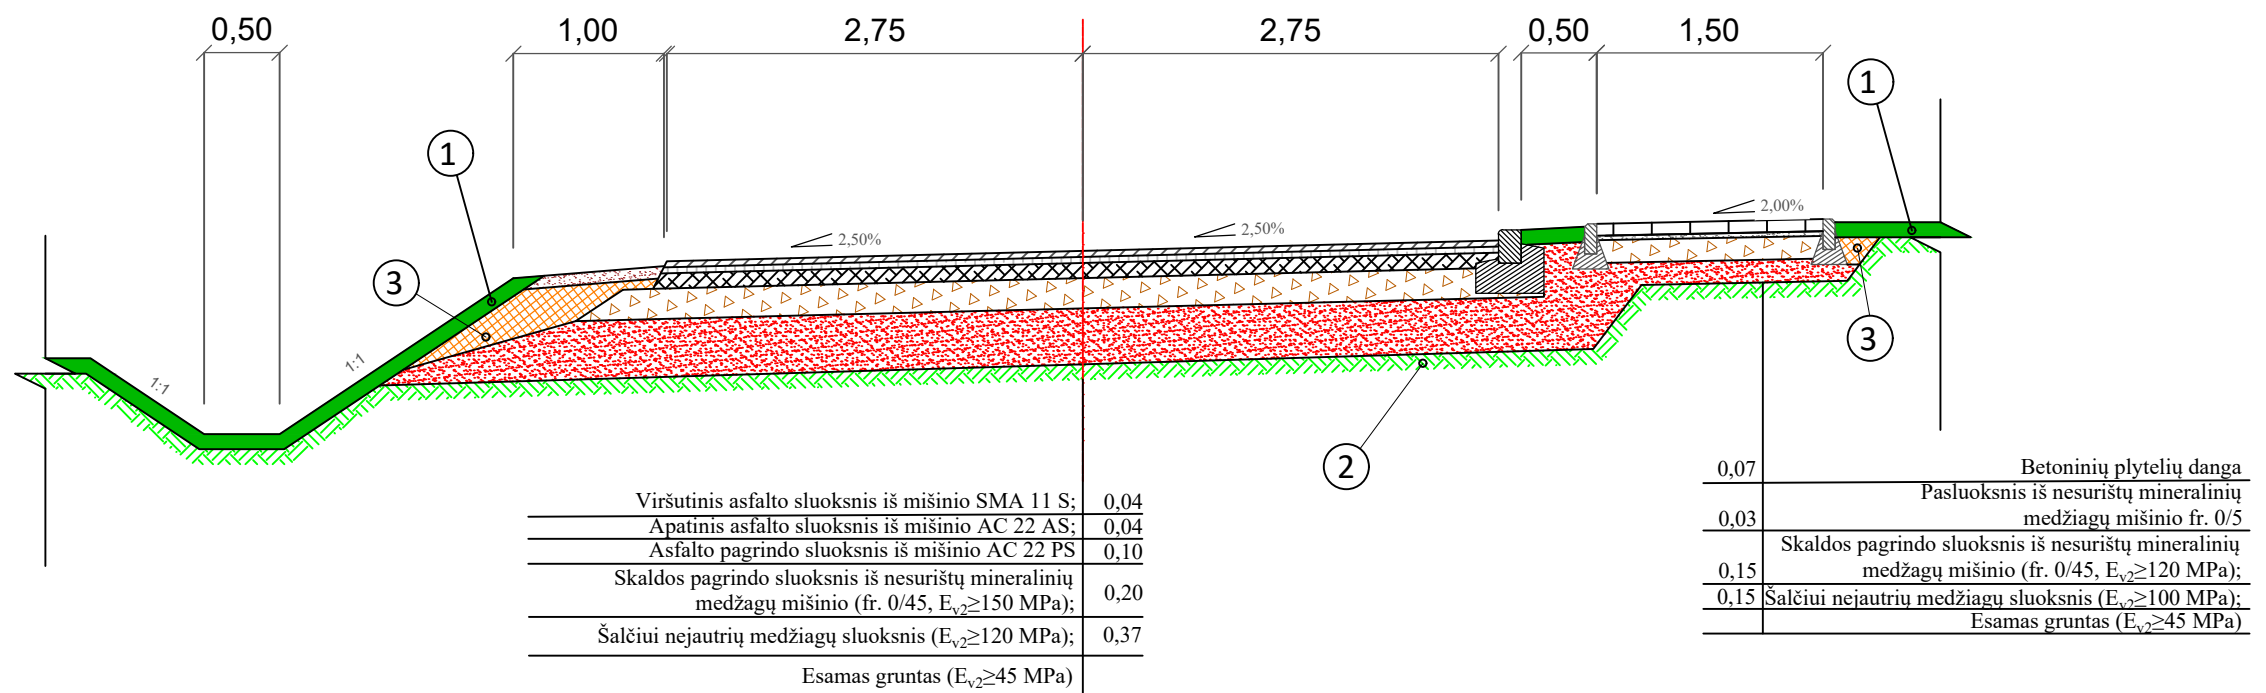 0,50
1,00
2,75
2,75
0,50
1,50
1
1
3
3
2
2,50%
2,50%
2,00%
1:1
1:1
Viršutinis asfalto sluoksnis iš mišinio SMA 11 S; 0,04
Apatinis asfalto sluoksnis iš mišinio AC 22 AS; 0,04
Asfalto pagrindo sluoksnis iš mišinio AC 22 PS 0,10
Skaldos pagrindo sluoksnis iš nesurištų mineralinių
medžagų mišinio (fr. 0/45, Ev2≥150 MPa); 0,20
Šalčiui nejautrių medžiagų sluoksnis (Ev2≥120 MPa); 0,37
Esamas gruntas (Ev2≥45 MPa)
0,07 Betoninių plytelių danga
Pasluoksnis iš nesurištų mineralinių
0,03 medžiagų mišinio fr. 0/5
Skaldos pagrindo sluoksnis iš nesurištų mineralinių
0,15 medžagų mišinio (fr. 0/45, Ev2≥120 MPa);
0,15 Šalčiui nejautrių medžiagų sluoksnis (Ev2≥100 MPa);
Esamas gruntas (Ev2≥45 MPa)